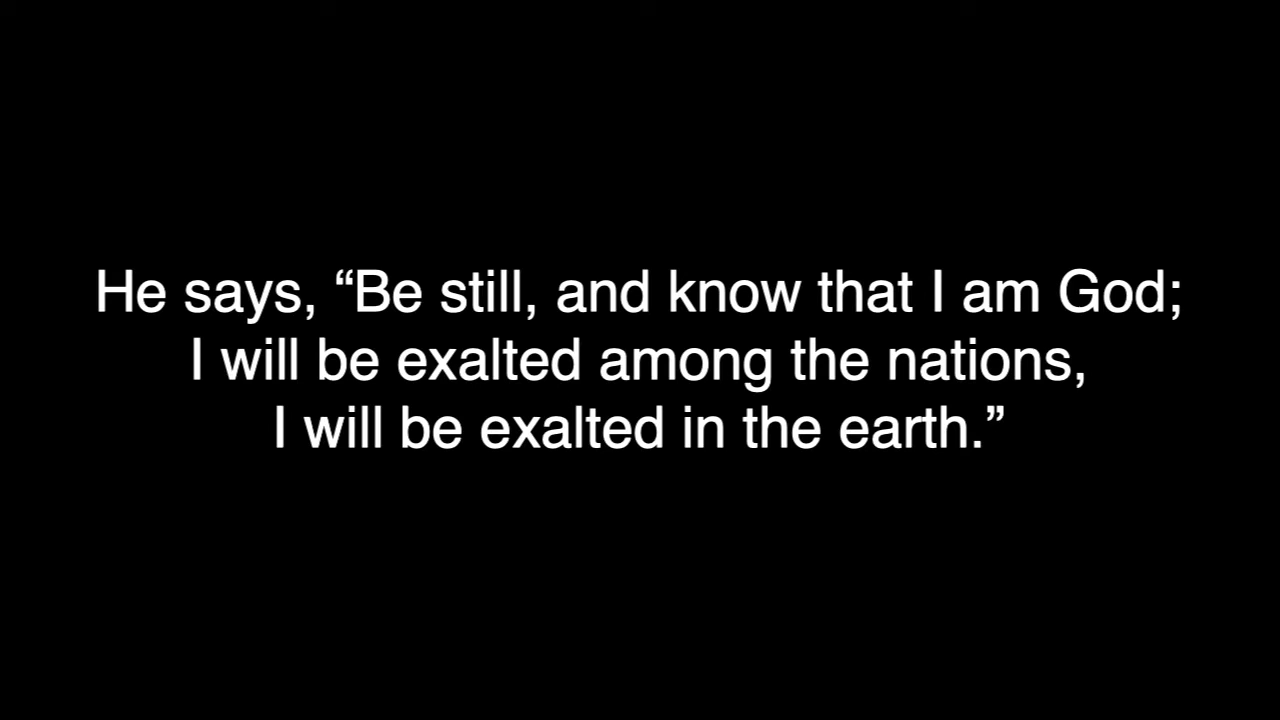 He says, “Be still, and know that I am God;
I will be exalted among the nations,
I will be exalted in the earth.”